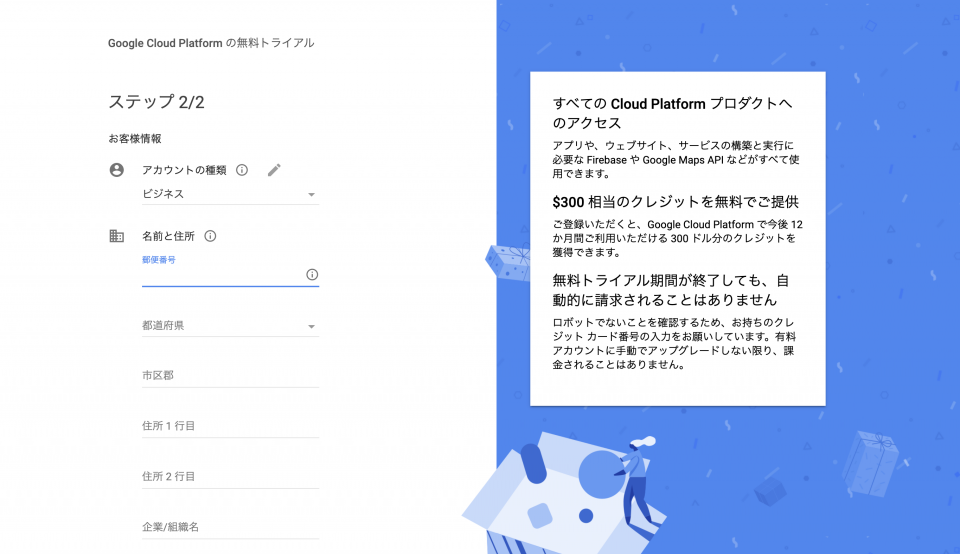 Google Cloud Platform の無料トライアル
ステップ 2/2
お客様情報
アカウントの種類
ビジネス
名前と住所
郵便番号
都道府県
市区郡
住所 1 行目
住所 2 行目
企業/組織名
すべての Cloud Platform プロダクトへ
のアクセス
アプリや、ウェブサイト、サービスの構築と実行に
必要な Firebase や Google Maps API などがすべて使
用できます。
$300 相当のクレジットを無料でご提供
ご登録いただくと、Google Cloud Platform で今後 12
か月間ご利用いただける 300 ドル分のクレジットを
獲得できます。
無料トライアル期間が終了しても、自
動的に請求されることはありません
ロボットでないことを確認するため、お持ちのクレ
ジット カード番号の入力をお願いしています。有料
アカウントに手動でアップグレードしない限り、課
金されることはありません。